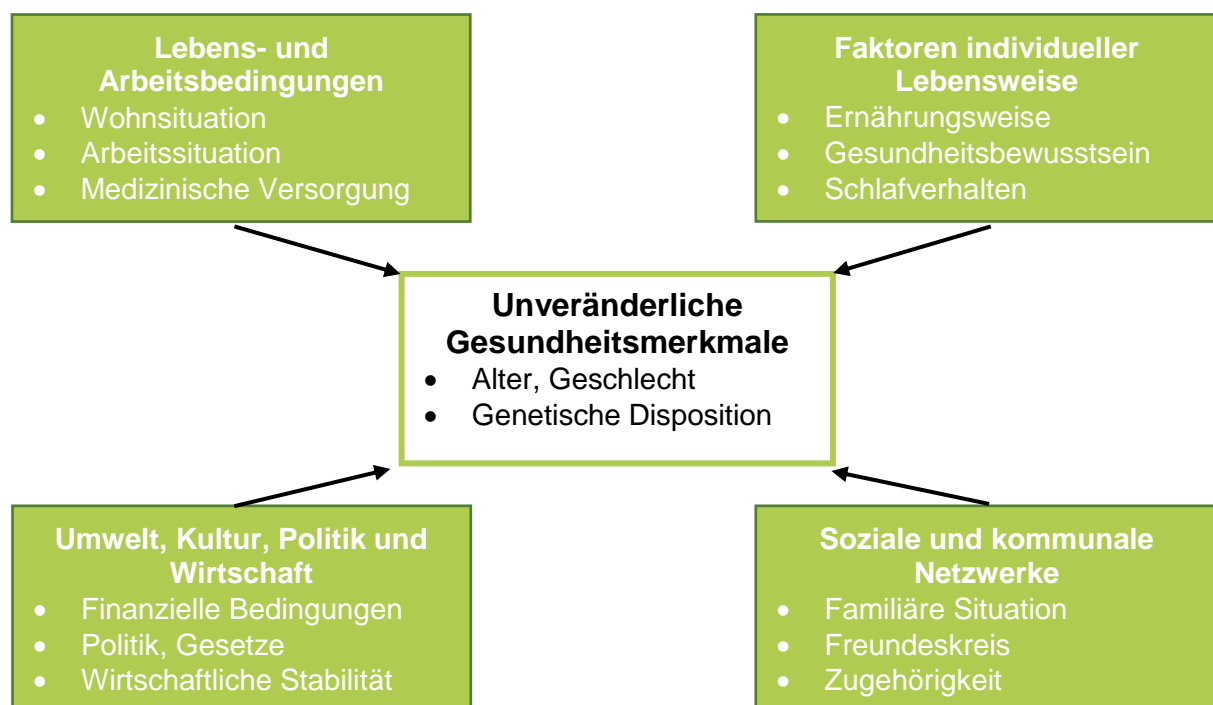 Lebens- und
Arbeitsbedingungen
• Wohnsituation
• Arbeitssituation
• Medizinische Versorgung
Faktoren individueller
Lebensweise
• Ernährungsweise
• Gesundheitsbewusstsein
• Schlafverhalten
Unveränderliche
Gesundheitsmerkmale
• Alter, Geschlecht
• Genetische Disposition
Umwelt, Kultur, Politik und
Wirtschaft
• Finanzielle Bedingungen
• Politik, Gesetze
• Wirtschaftliche Stabilität
Soziale und kommunale
Netzwerke
• Familiäre Situation
• Freundeskreis
• Zugehörigkeit